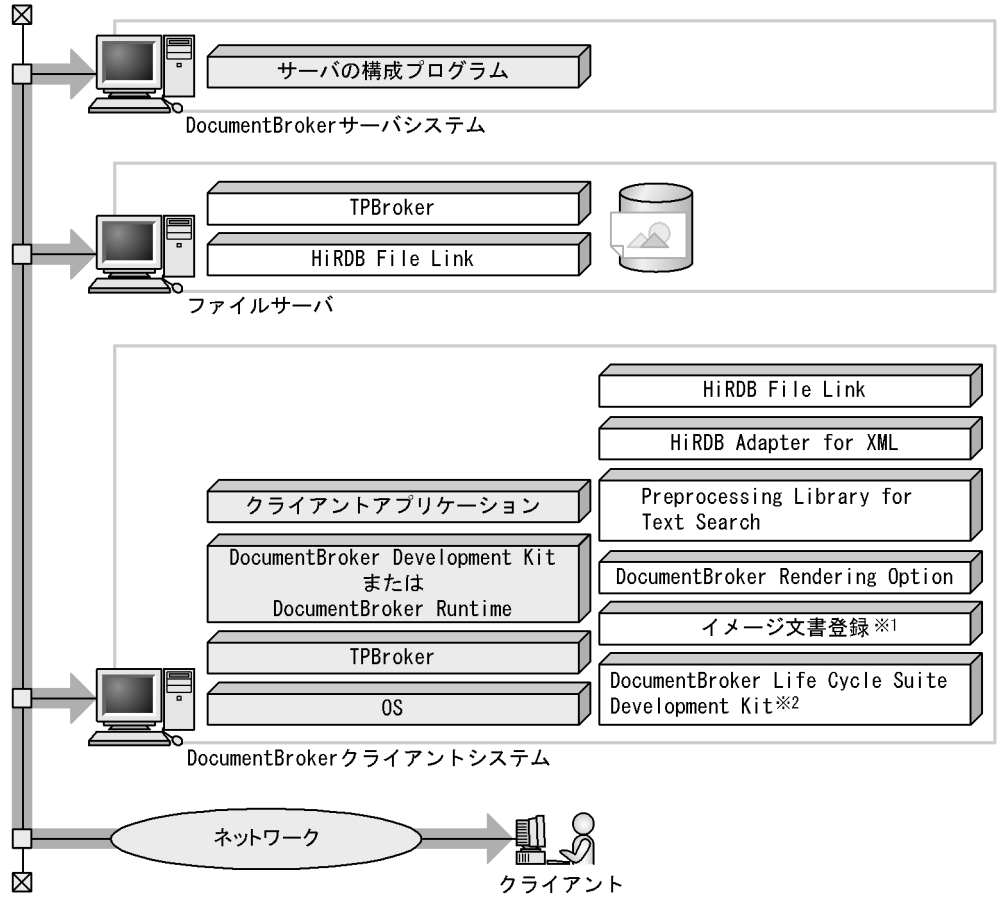 サーバの構成プログラム
DocumentBrokerサーバシステム
TPBroker
HiRDB File Link
ファイルサーバ
HiRDB File Link
HiRDB Adapter for XML
Preprocessing Library for
Text Search
DocumentBroker Rendering Option
イメージ文書登録※1
DocumentBroker Life Cycle Suite
Development Kit※2
クライアントアプリケーション
DocumentBroker Development Kit
または
DocumentBroker Runtime
TPBroker
OS
DocumentBrokerクライアントシステム
ネットワーク
クライアント